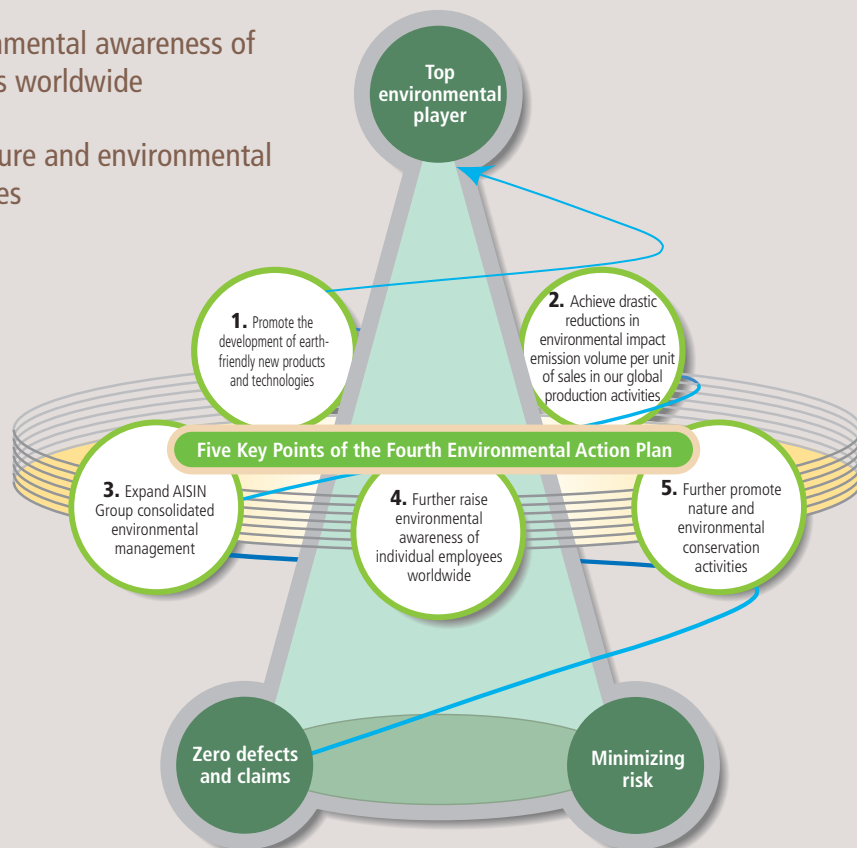 Top
environmental
player
1. Promote the
development of earth-
friendly new products
and technologies
2. Achieve drastic
reductions in
environmental impact
emission volume per unit
of sales in our global
production activities
Five Key Points of the Fourth Environmental Action Plan
3. Expand AISIN
Group consolidated
environmental
management
4. Further raise
environmental
awareness of
individual employees
worldwide
5. Further promote
nature and
environmental
conservation
activities
Zero defects
and claims
Minimizing
risk
awareness of
worldwide
and environmental